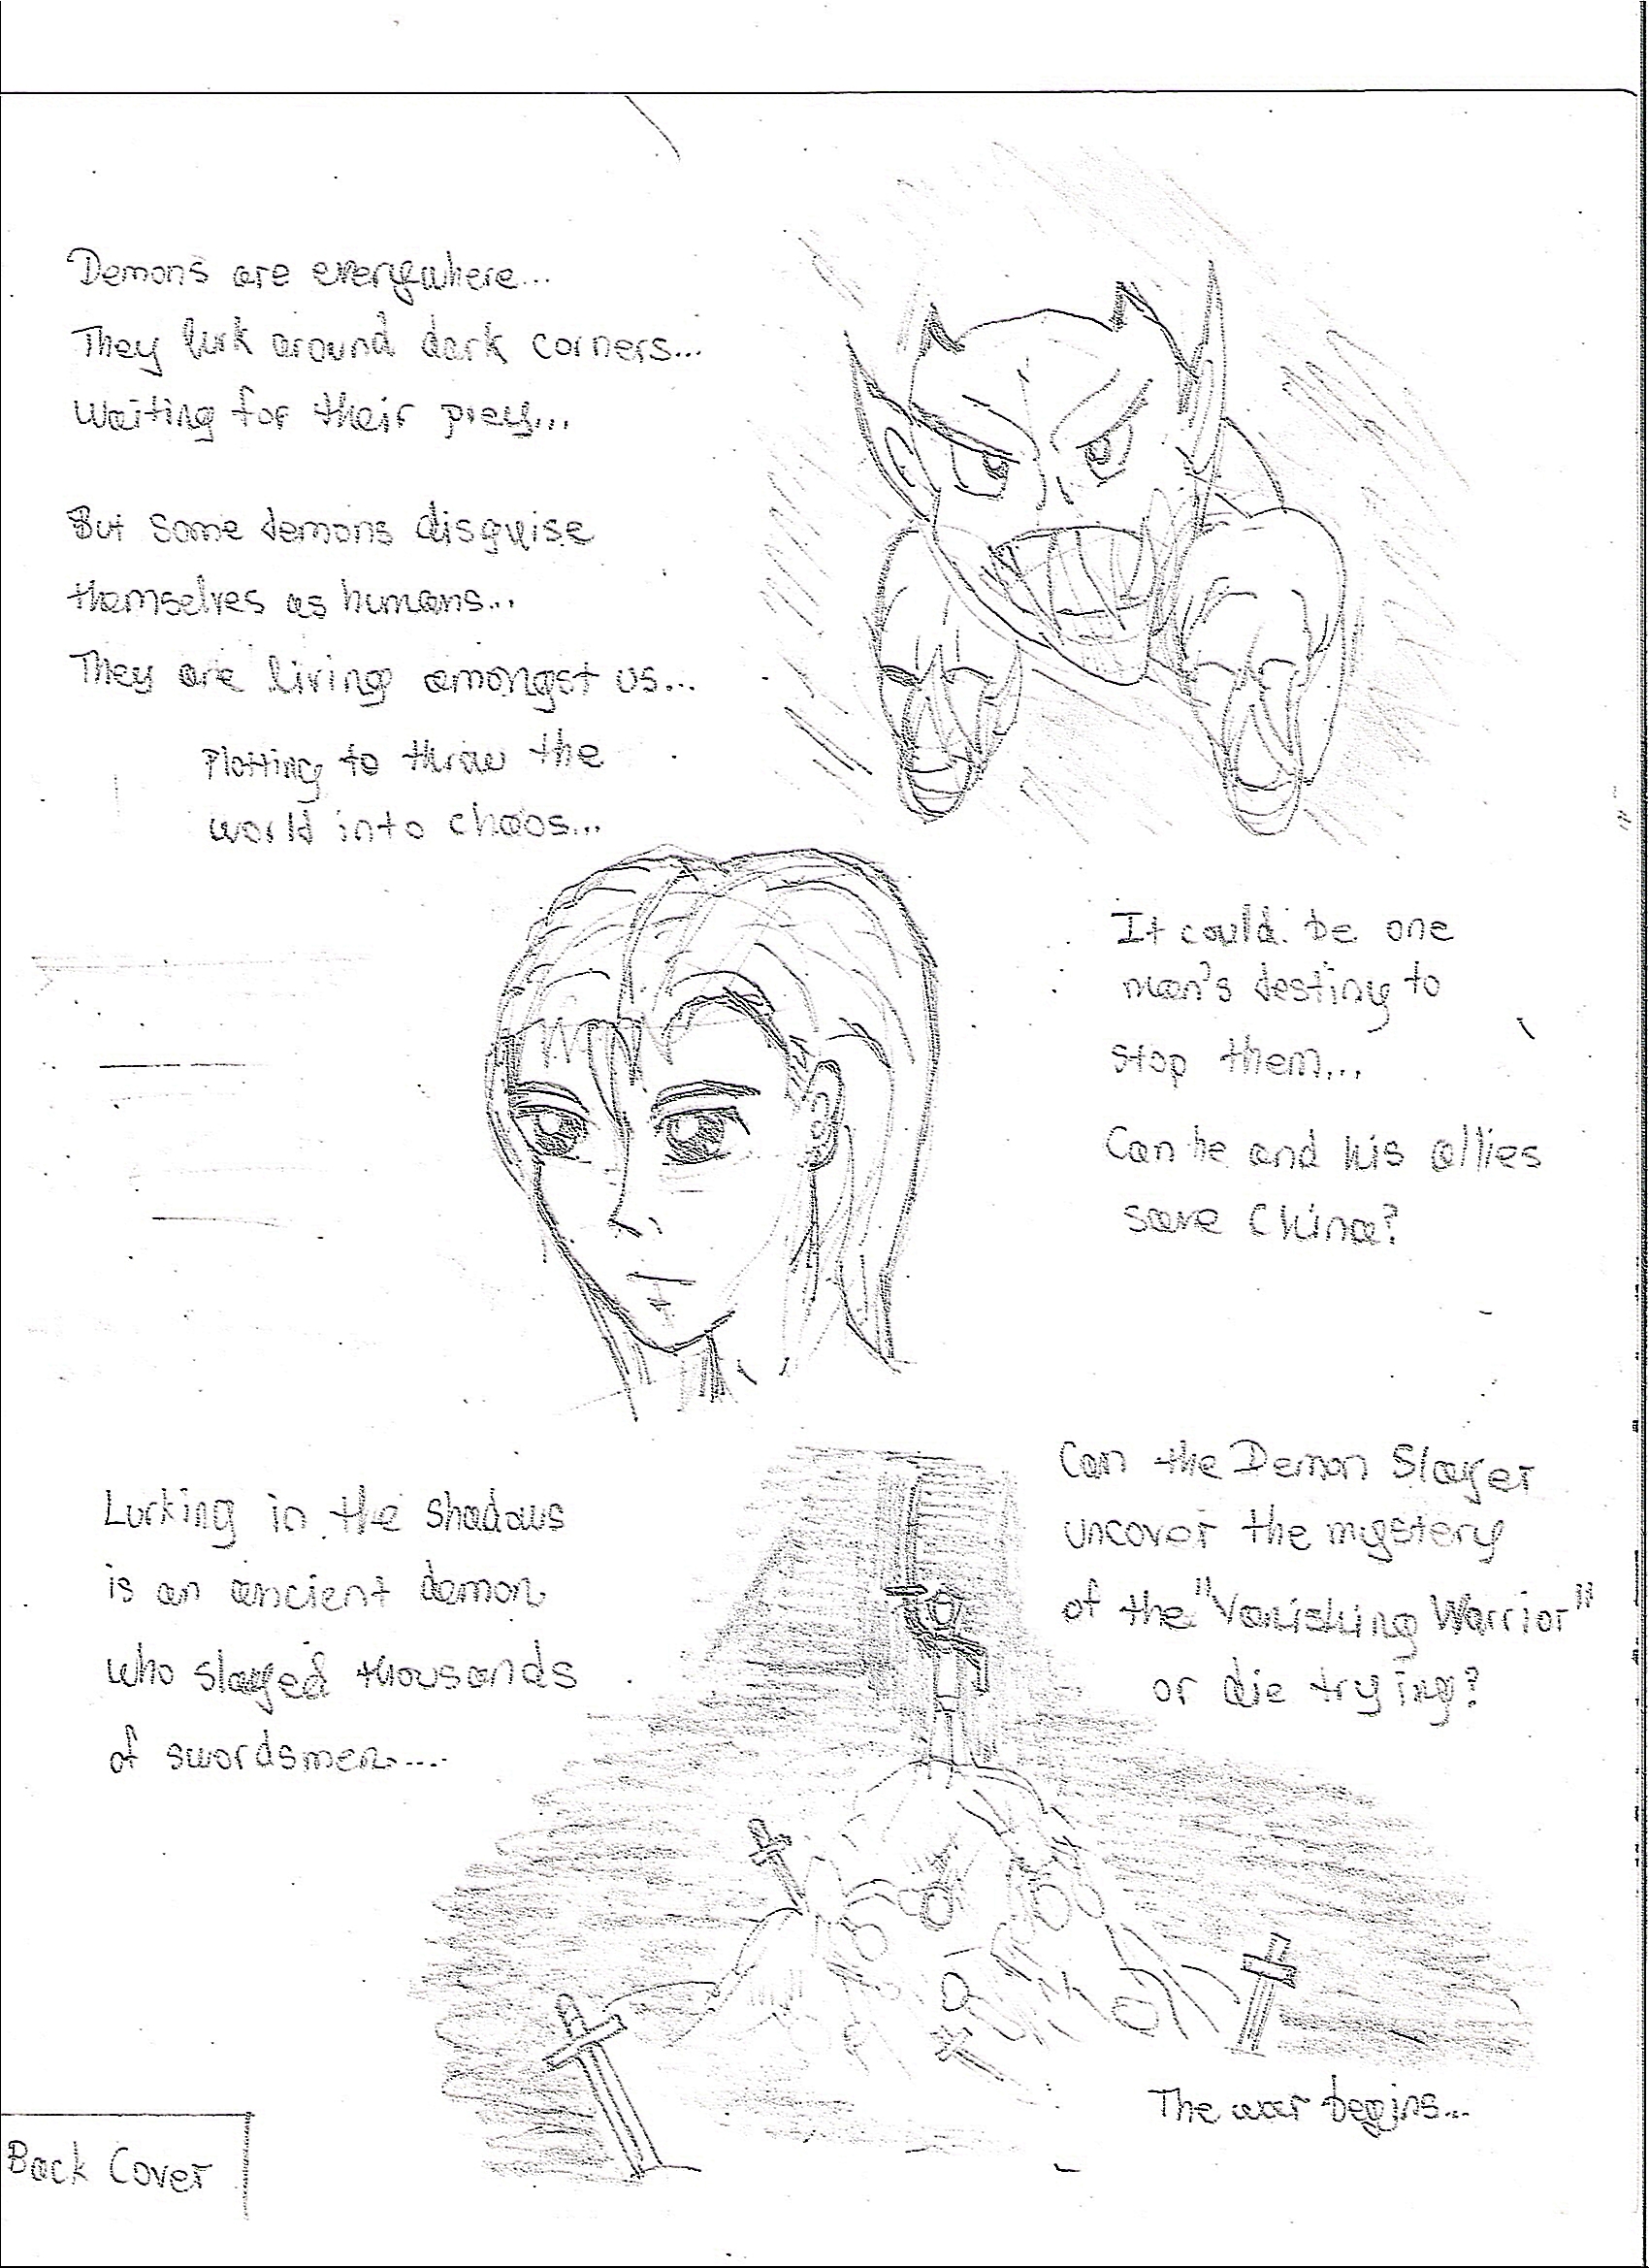 Demons are everywhere...
They lurk around dark corners...
Waiting for their prey...
But some demons disguise
themselves as humans...
They are living amongst us...
Plotting to throw the
world into chaos...
It could be one
man's destiny to
stop them...
Can he and his allies
save China?
Lurking in the shadows
is an ancient demon
who slayed thousands
of swordsmen....
Can the Demon Slayer
uncover the mystery
of the "Vanishing Warrior"
or die trying?
The war begins...
Back Cover